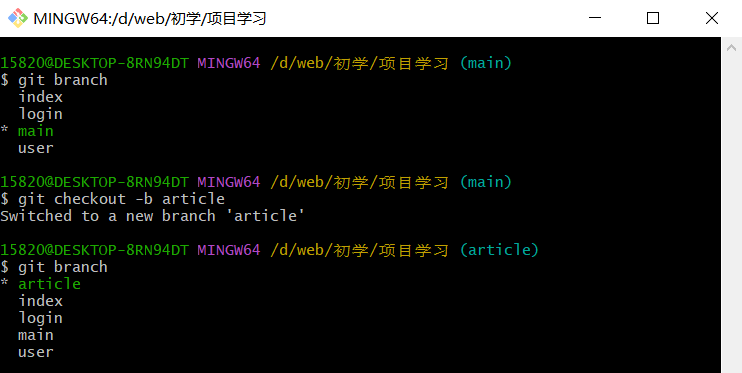 MINGW64:/d/web/初学/项目学习
15820@DESKTOP-8RN94DT MINGW64 /d/web/初学/项目学习 (main)
$ git branch
  index
  login
* main
  user
15820@DESKTOP-8RN94DT MINGW64 /d/web/初学/项目学习 (main)
$ git checkout -b article
Switched to a new branch 'article'
15820@DESKTOP-8RN94DT MINGW64 /d/web/初学/项目学习 (article)
$ git branch
* article
  index
  login
  main
  user